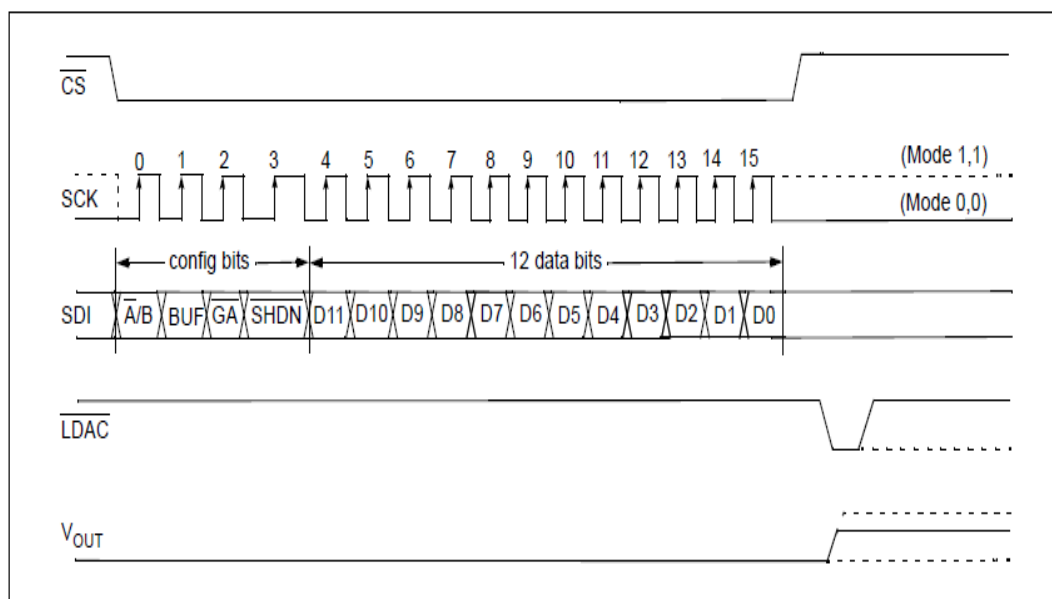 CS
0 1 2 3 4 5 6 7 8 9 10 11 12 13 14 15 (Mode 1,1)
SCK (Mode 0,0)
config bits 12 data bits
SDI A/B BUF GA SHDN D11 D10 D9 D8 D7 D6 D5 D4 D3 D2 D1 D0
LDAC
VOUT